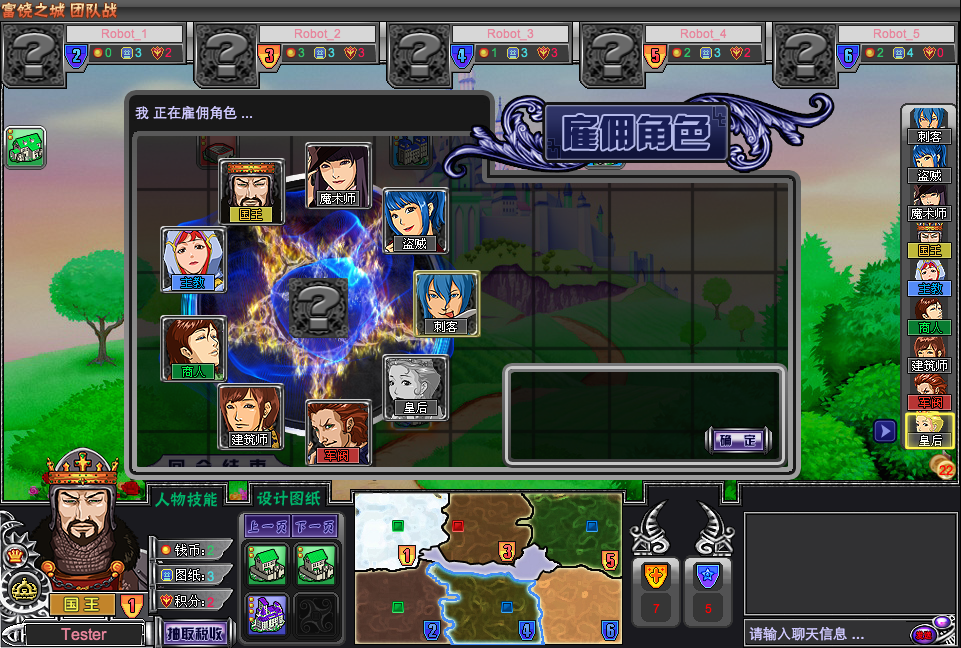 富饶之城 团队战
Robot_1
2 0 3 2
Robot_2
3 3 3 3
Robot_3
4 1 3 3
Robot_4
5 2 3 2
Robot_5
6 2 4 0
我 正在雇佣角色 ...
雇佣角色
国王
魔术师
盗贼
主教
刺客
商人
皇后
建筑师
军阀
确 定
刺客
盗贼
魔术师
国王
主教
商人
建筑师
军阀
皇后
22
人物技能
设计图纸
上一页 下一页
钱币: 2
图纸: 3
积分: 2
国王 1
Tester
抽取税收
1 3 5
2 4 6
7 6
请输入聊天信息 ...